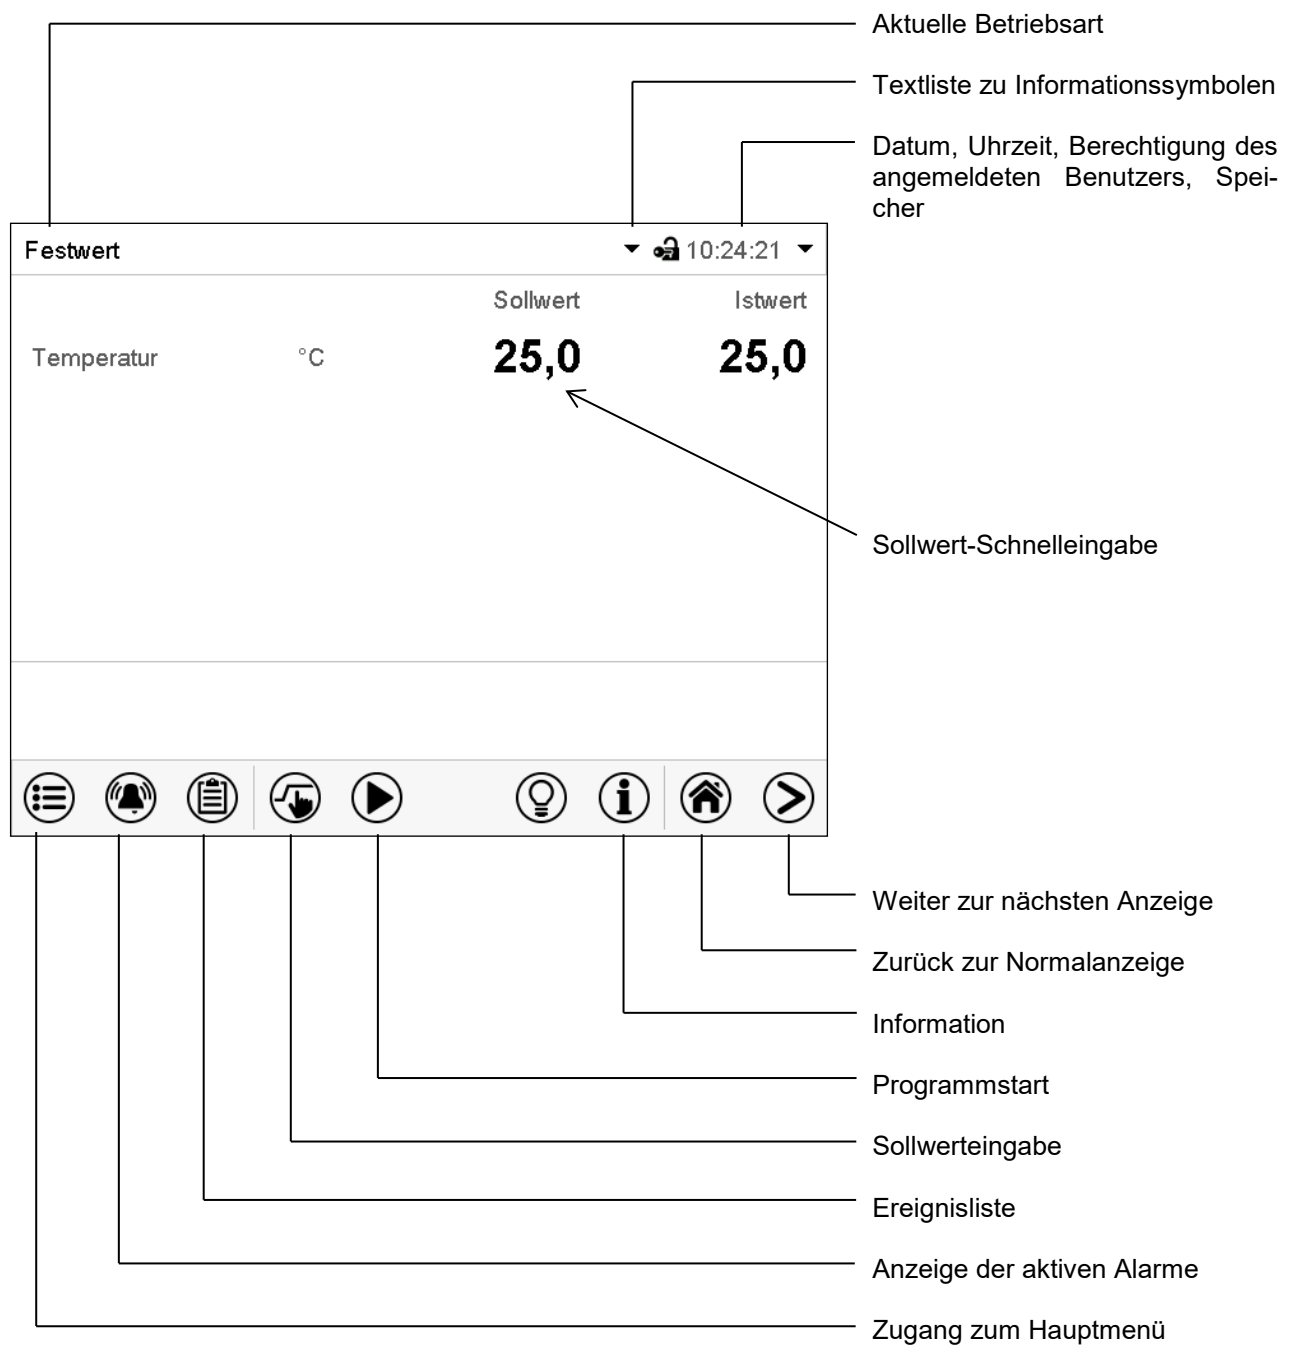 Aktuelle Betriebsart
Textliste zu Informationssymbolen
Datum, Uhrzeit, Berechtigung des
angemeldeten Benutzers, Spei-
cher
Festwert 10:24:21
Sollwert Istwert
Temperatur °C 25,0 25,0
Sollwert-Schnelleingabe
Weiter zur nächsten Anzeige
Zurück zur Normalanzeige
Information
Programmstart
Sollwerteingabe
Ereignisliste
Anzeige der aktiven Alarme
Zugang zum Hauptmenü